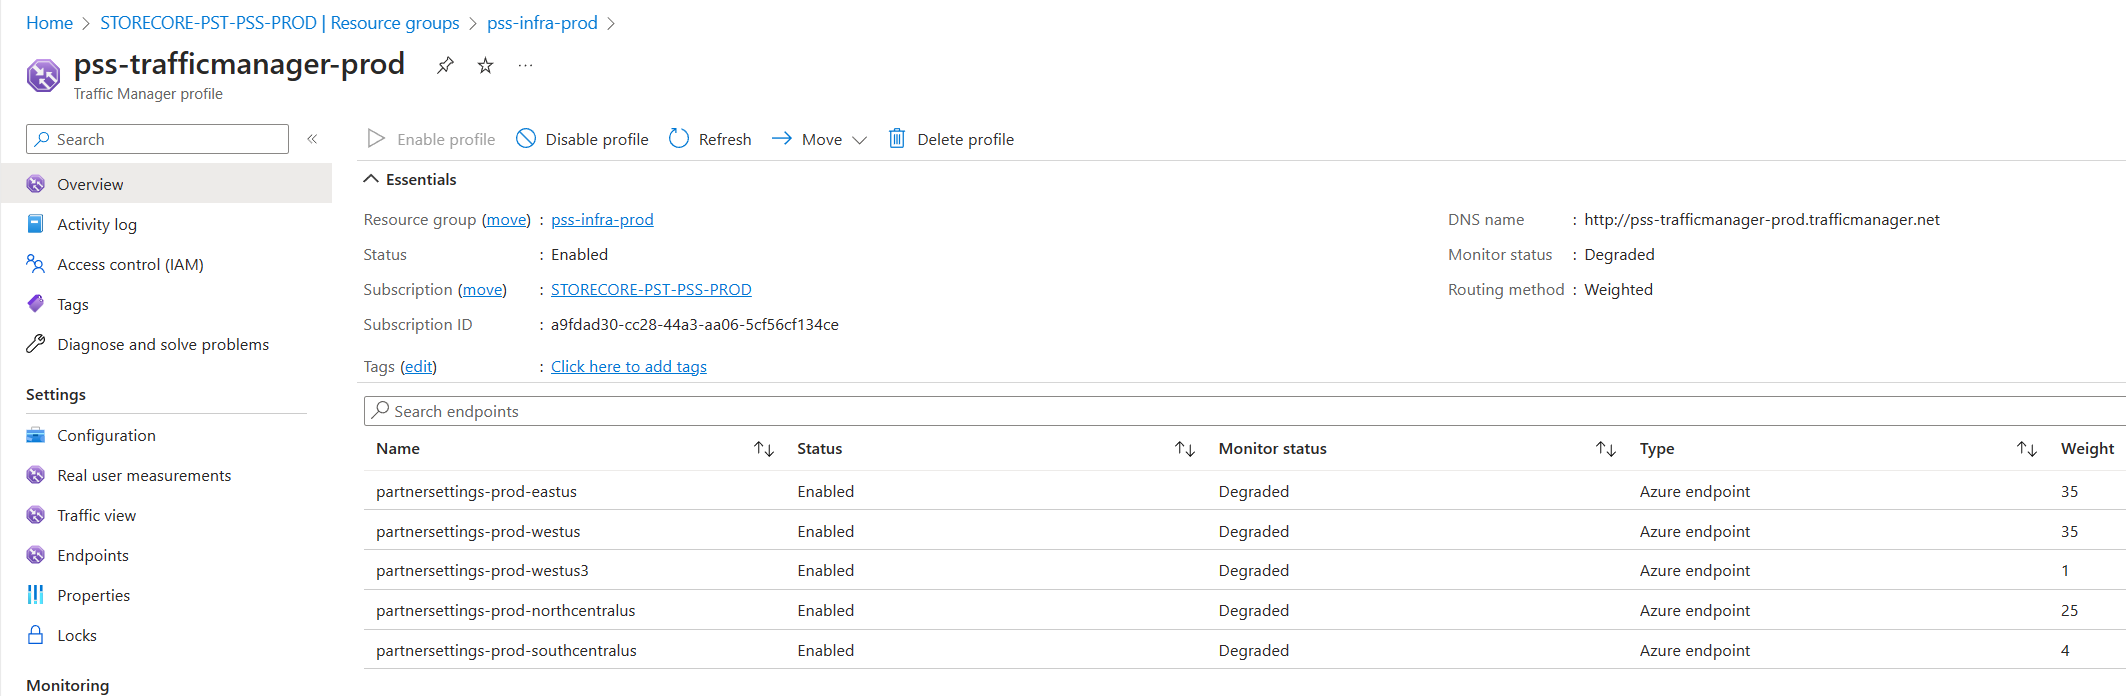 Home > STORECORE-PST-PSS-PROD | Resource groups > pss-infra-prod >
pss-trafficmanager-prod ...
Traffic Manager profile
Search «
Overview
Activity log
Access control (IAM)
Tags
Diagnose and solve problems
Settings
Configuration
Real user measurements
Traffic view
Endpoints
Properties
Locks
Monitoring
Enable profile Disable profile Refresh Move Delete profile
Essentials
Resource group (move) : pss-infra-prod
Status : Enabled
Subscription (move) : STORECORE-PST-PSS-PROD
Subscription ID : a9fdad30-cc28-44a3-aa06-5cf56cf134ce
Tags (edit) : Click here to add tags
DNS name : http://pss-trafficmanager-prod.trafficmanager.net
Monitor status : Degraded
Routing method : Weighted
Search endpoints
Name Status Monitor status Type Weight
partnersettings-prod-eastus Enabled Degraded Azure endpoint 35
partnersettings-prod-westus Enabled Degraded Azure endpoint 35
partnersettings-prod-westus3 Enabled Degraded Azure endpoint 1
partnersettings-prod-northcentralus Enabled Degraded Azure endpoint 25
partnersettings-prod-southcentralus Enabled Degraded Azure endpoint 4